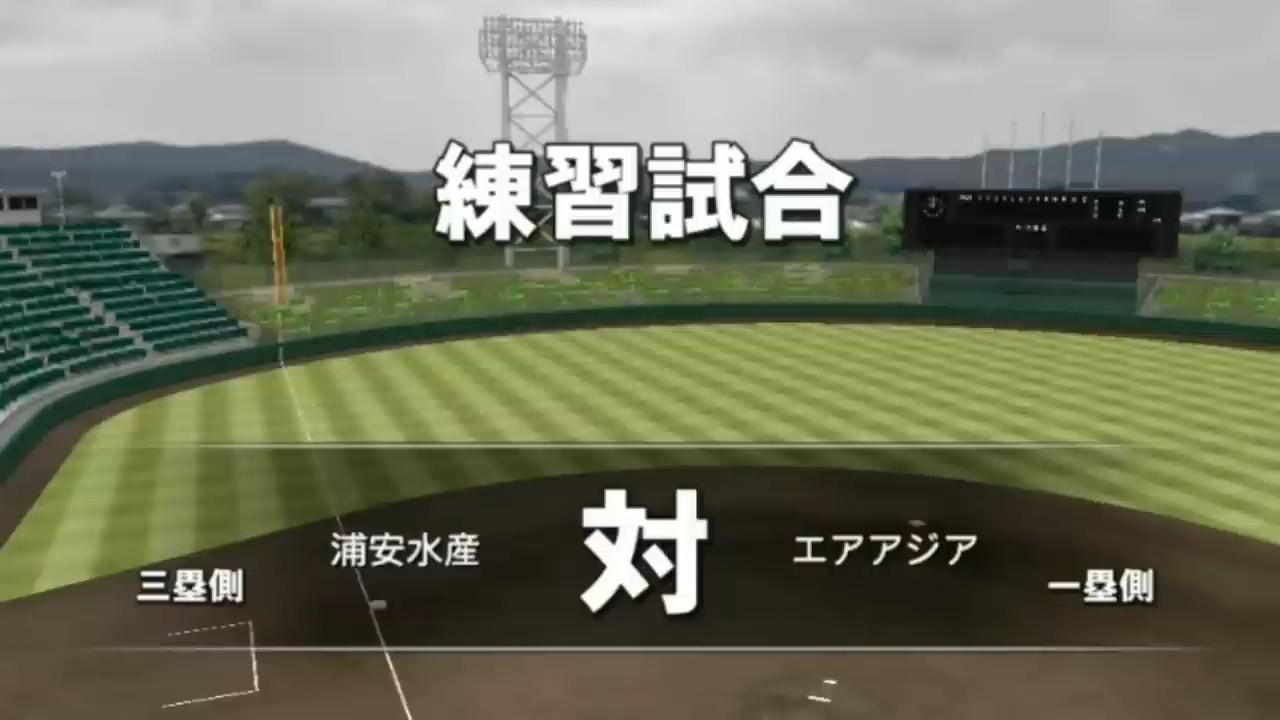 練習試合
浦安水産 対 エアアジア
三塁側 一塁側